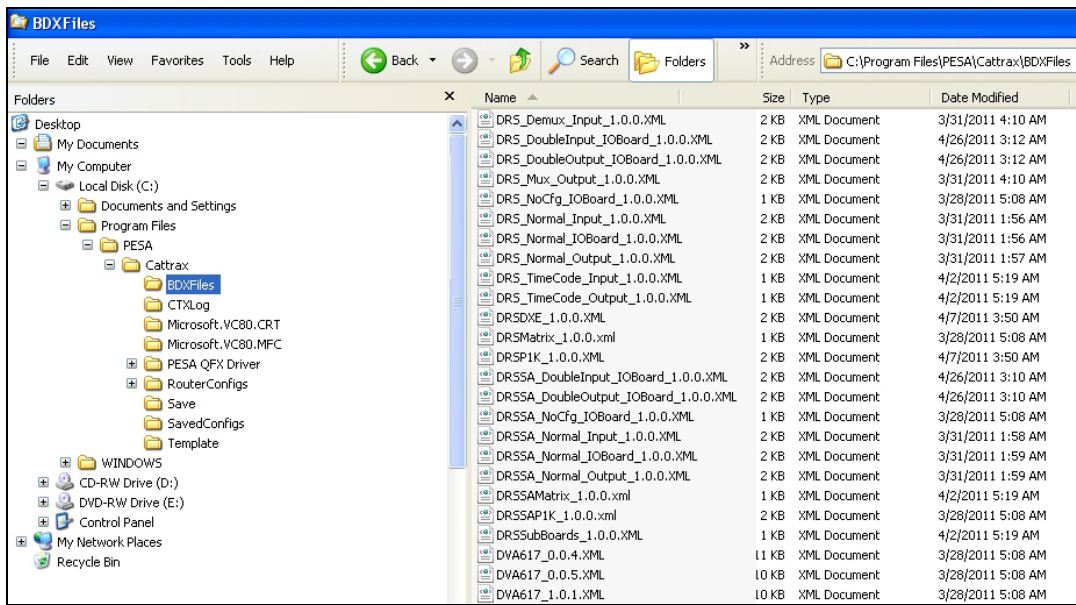 BDXFiles
File Edit View Favorites Tools Help Back Search Folders » Address C:\Program Files\PESA\Cattrax\BDXFiles
Folders x
Desktop
My Documents
My Computer
Local Disk (C:)
Documents and Settings
Program Files
PESA
Cattrax
BDXFiles
CTXLog
Microsoft.VC80.CRT
Microsoft.VC80.MFC
PESA QFX Driver
RouterConfigs
Save
SavedConfigs
Template
WINDOWS
CD-RW Drive (D:)
DVD-RW Drive (E:)
Control Panel
My Network Places
Recycle Bin
Name Size Type Date Modified
DRS_Demux_Input_1.0.0.XML 2 KB XML Document 3/31/2011 4:10 AM
DRS_DoubleInput_IOBoard_1.0.0.XML 2 KB XML Document 4/26/2011 3:12 AM
DRS_DoubleOutput_IOBoard_1.0.0.XML 2 KB XML Document 4/26/2011 3:12 AM
DRS_Mux_Output_1.0.0.XML 2 KB XML Document 3/31/2011 4:10 AM
DRS_NoCfg_IOBoard_1.0.0.XML 1 KB XML Document 3/28/2011 5:08 AM
DRS_Normal_Input_1.0.0.XML 2 KB XML Document 3/31/2011 1:56 AM
DRS_Normal_IOBoard_1.0.0.XML 2 KB XML Document 3/31/2011 1:56 AM
DRS_Normal_Output_1.0.0.XML 2 KB XML Document 3/31/2011 1:57 AM
DRS_TimeCode_Input_1.0.0.XML 1 KB XML Document 4/2/2011 5:19 AM
DRS_TimeCode_Output_1.0.0.XML 1 KB XML Document 4/2/2011 5:19 AM
DRSDXE_1.0.0.XML 2 KB XML Document 4/7/2011 3:50 AM
DRSMatrix_1.0.0.xml 1 KB XML Document 3/28/2011 5:08 AM
DRSP1K_1.0.0.XML 2 KB XML Document 4/7/2011 3:50 AM
DRSSA_DoubleInput_IOBoard_1.0.0.XML 2 KB XML Document 4/26/2011 3:10 AM
DRSSA_DoubleOutput_IOBoard_1.0.0.XML 2 KB XML Document 4/26/2011 3:10 AM
DRSSA_NoCfg_IOBoard_1.0.0.XML 1 KB XML Document 3/28/2011 5:08 AM
DRSSA_Normal_Input_1.0.0.XML 2 KB XML Document 3/31/2011 1:58 AM
DRSSA_Normal_IOBoard_1.0.0.XML 2 KB XML Document 3/31/2011 1:59 AM
DRSSA_Normal_Output_1.0.0.XML 2 KB XML Document 3/31/2011 1:59 AM
DRSSAMatrix_1.0.0.xml 1 KB XML Document 4/2/2011 5:19 AM
DRSSAP1K_1.0.0.xml 2 KB XML Document 3/28/2011 5:08 AM
DRSSubBoards_1.0.0.XML 1 KB XML Document 4/2/2011 5:19 AM
DVA617_0.0.4.XML 11 KB XML Document 3/28/2011 5:08 AM
DVA617_0.0.5.XML 10 KB XML Document 3/28/2011 5:08 AM
DVA617_1.0.1.XML 10 KB XML Document 3/28/2011 5:08 AM